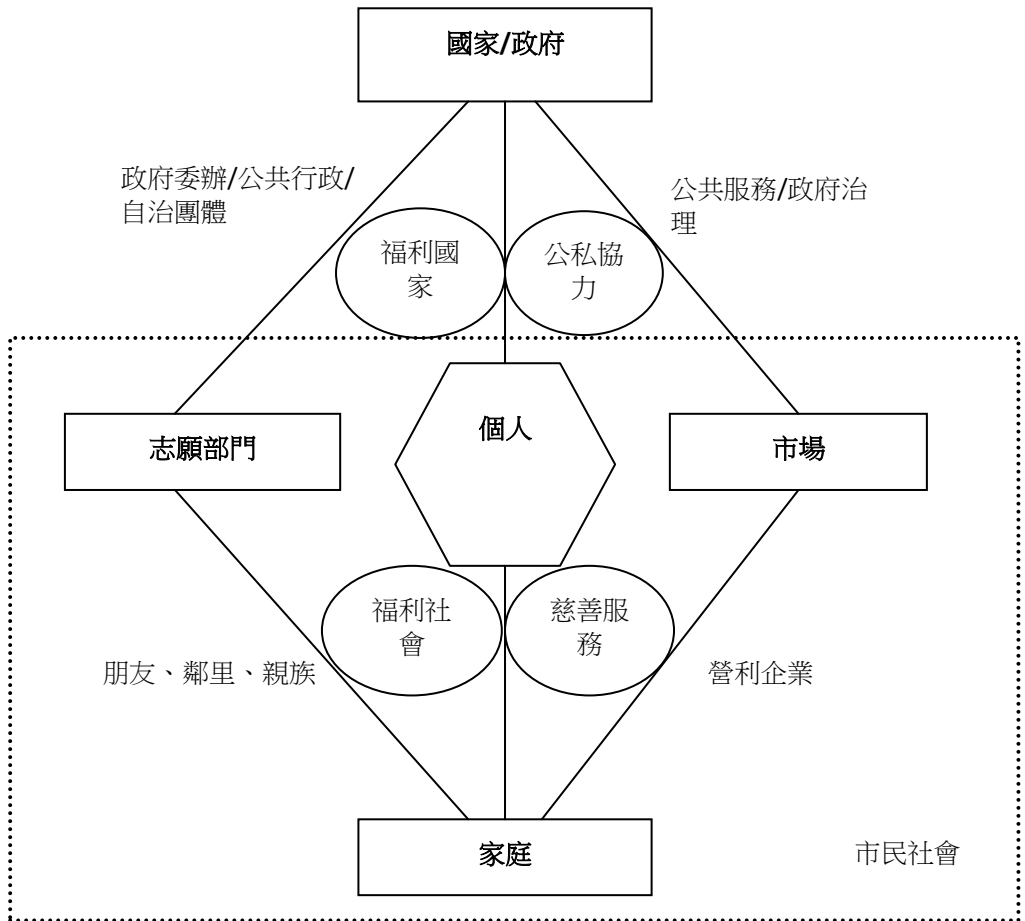 國家/政府
政府委辦/公共行政/
自治團體
公共服務/政府治
理
福利國
家
公私協
力
志願部門
個人
市場
福利社
會
慈善服
務
朋友、鄰里、親族
營利企業
家庭
市民社會